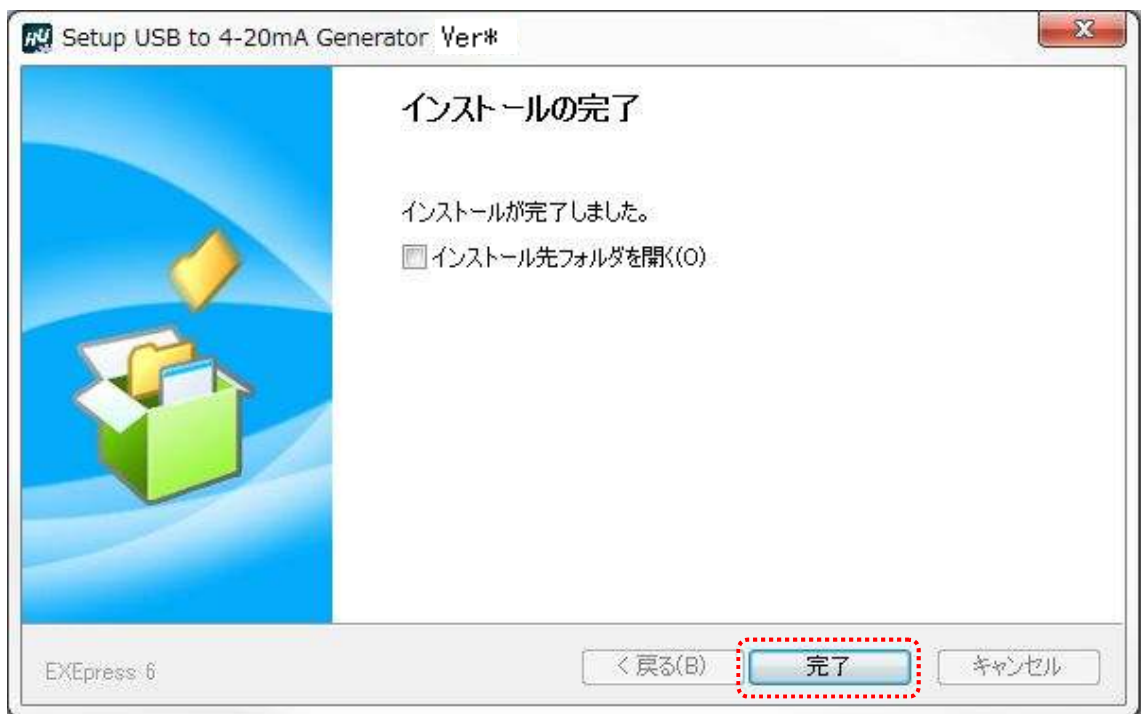 Setup USB to 4-20mA Generator Ver*
インストールの完了
インストールが完了しました。
インストール先フォルダを開く(O)
EXEpress 6
< 戻る(B)
完了
キャンセル